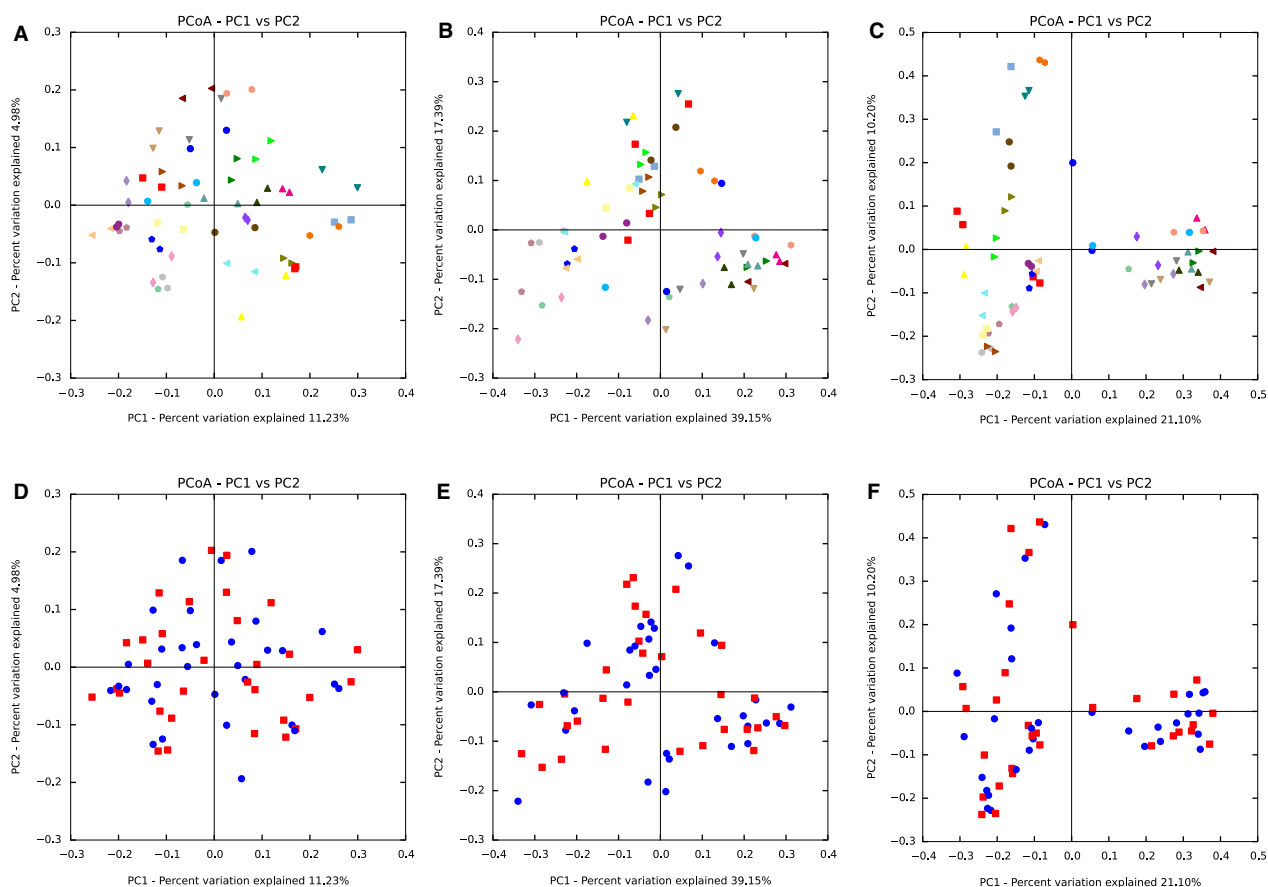 A
PCoA - PC1 vs PC2
PC2 - Percent variation explained 4.98%
0.3
0.2
0.1
0.0
−0.1
−0.2
−0.3
−0.3 −0.2 −0.1 0.0 0.1 0.2 0.3 0.4
PC1 - Percent variation explained 11.23%
B
PCoA - PC1 vs PC2
PC2 - Percent variation explained 17.39%
0.4
0.3
0.2
0.1
0.0
−0.1
−0.2
−0.3
−0.4 −0.3 −0.2 −0.1 0.0 0.1 0.2 0.3 0.4
PC1 - Percent variation explained 39.15%
C
PCoA - PC1 vs PC2
PC2 - Percent variation explained 10.20%
0.5
0.4
0.3
0.2
0.1
0.0
−0.1
−0.2
−0.3
−0.4 −0.3 −0.2 −0.1 0.0 0.1 0.2 0.3 0.4 0.5
PC1 - Percent variation explained 21.10%
D
PCoA - PC1 vs PC2
PC2 - Percent variation explained 4.98%
0.3
0.2
0.1
0.0
−0.1
−0.2
−0.3
−0.3 −0.2 −0.1 0.0 0.1 0.2 0.3 0.4
PC1 - Percent variation explained 11.23%
E
PCoA - PC1 vs PC2
PC2 - Percent variation explained 17.39%
0.4
0.3
0.2
0.1
0.0
−0.1
−0.2
−0.3
−0.4 −0.3 −0.2 −0.1 0.0 0.1 0.2 0.3 0.4
PC1 - Percent variation explained 39.15%
F
PCoA - PC1 vs PC2
PC2 - Percent variation explained 10.20%
0.5
0.4
0.3
0.2
0.1
0.0
−0.1
−0.2
−0.3
−0.4 −0.3 −0.2 −0.1 0.0 0.1 0.2 0.3 0.4 0.5
PC1 - Percent variation explained 21.10%